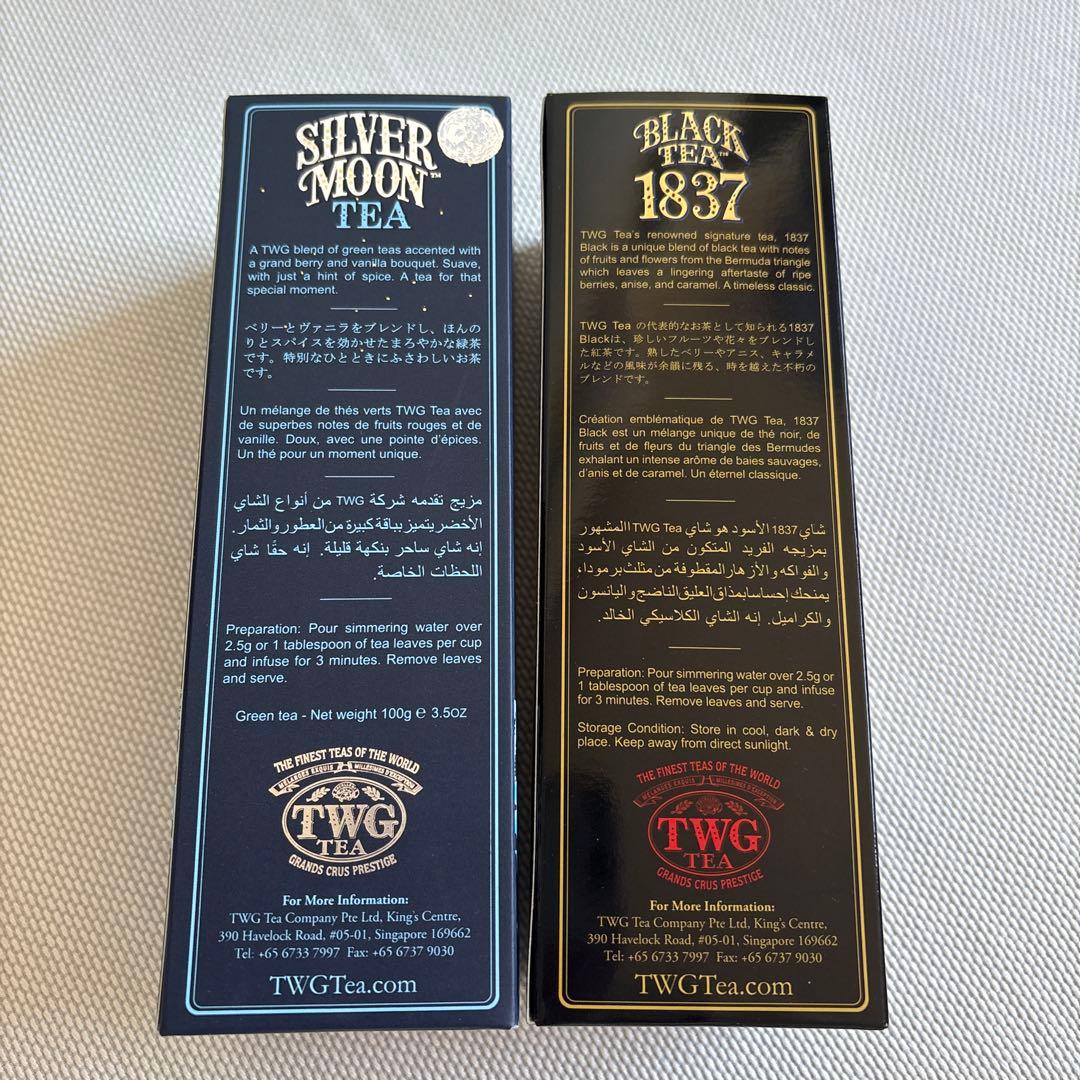 SILVER
MOON™
TEA
A TWG blend of green teas accented with
a grand berry and vanilla bouquet. Suave,
with just a hint of spice. A tea for that
special moment.
ベリーとヴァニラをブレンドし、ほんの
りとスパイスを効かせたまろやかな緑茶
です。特別なひとときにふさわしいお茶
です。
Un mélange de thés verts TWG Tea avec
de superbes notes de fruits rouges et de
vanille. Doux, avec une pointe d'épices.
Un thé pour un moment unique.
مزيج تقدمه شركة TWG من أنواع الشاي
الأخضر يتميز بباقة كبيرة من العطور والثمار.
إنه شاي ساحر بنكهة قليلة. إنه حقًا شاي
اللحظات الخاصة.
Preparation: Pour simmering water over
2.5g or 1 tablespoon of tea leaves per cup
and infuse for 3 minutes. Remove leaves
and serve.
Green tea - Net weight 100g ℮ 3.5OZ
THE FINEST TEAS OF THE WORLD
MÉLANGES EXQUIS MILLÉSIMES D'EXCEPTION
TWG
TEA
GRANDS CRUS PRESTIGE
For More Information:
TWG Tea Company Pte Ltd, King's Centre,
390 Havelock Road, #05-01, Singapore 169662
Tel: +65 6733 7997 Fax: +65 6737 9030
TWGTea.com
BLACK
TEA™
1837
TWG Tea's renowned signature tea, 1837
Black is a unique blend of black tea with notes
of fruits and flowers from the Bermuda triangle
which leaves a lingering aftertaste of ripe
berries, anise, and caramel. A timeless classic.
TWG Tea の代表的なお茶として知られる1837
Blackは、珍しいフルーツや花々をブレンドし
た紅茶です。熟したベリーやアニス、キャラメ
ルなどの風味が余韻に残る、時を越えた不朽の
ブレンドです。
Création emblématique de TWG Tea, 1837
Black est un mélange unique de thé noir, de
fruits et de fleurs du triangle des Bermudes
exhalant un intense arôme de baies sauvages,
d'anis et de caramel. Un éternel classique.
شاي 1837 الأسود هو شاي TWG Tea االمشهور
بمزيجه الفريد المتكون من الشاي الأسود
والفواكه والأزهار المقطوفة من مثلث برمودا،
يمنحك إحساسا بمذاق العليق الناضج واليانسون
والكراميل. إنه الشاي الكلاسيكي الخالد.
Preparation: Pour simmering water over 2.5g or
1 tablespoon of tea leaves per cup and infuse
for 3 minutes. Remove leaves and serve.
Storage Condition: Store in cool, dark & dry
place. Keep away from direct sunlight.
THE FINEST TEAS OF THE WORLD
MÉLANGES EXQUIS MILLÉSIMES D'EXCEPTION
TWG
TEA
GRANDS CRUS PRESTIGE
For More Information:
TWG Tea Company Pte Ltd, King's Centre,
390 Havelock Road, #05-01, Singapore 169662
Tel: +65 6733 7997 Fax: +65 6737 9030
TWGTea.com